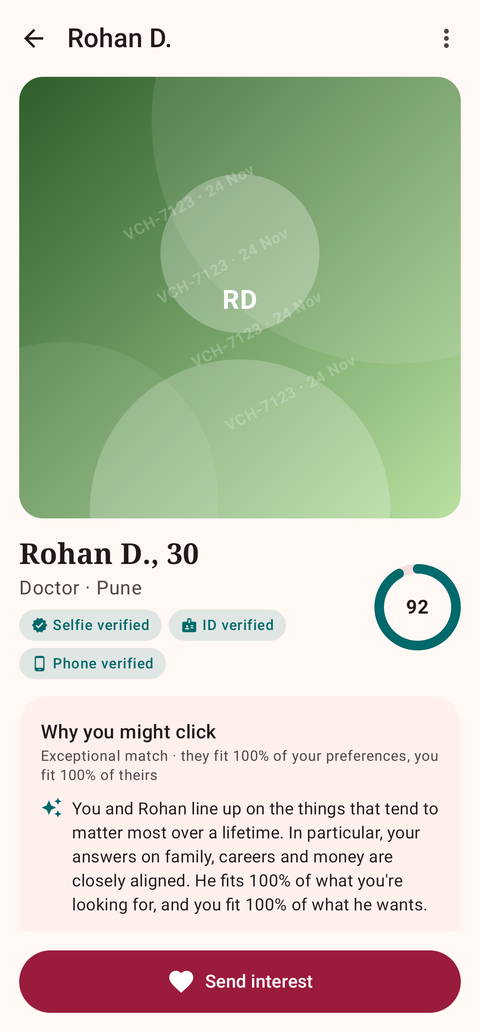 Rohan D.
VCH-7123 · 24 Nov
VCH-7123 · 24 Nov
RD
VCH-7123 · 24 Nov
VCH-7123 · 24 Nov
Rohan D., 30
Doctor · Pune
92
Selfie verified
ID verified
Phone verified
Why you might click
Exceptional match · they fit 100% of your preferences, you
fit 100% of theirs
You and Rohan line up on the things that tend to
matter most over a lifetime. In particular, your
answers on family, careers and money are
closely aligned. He fits 100% of what you're
looking for, and you fit 100% of what he wants.
Send interest